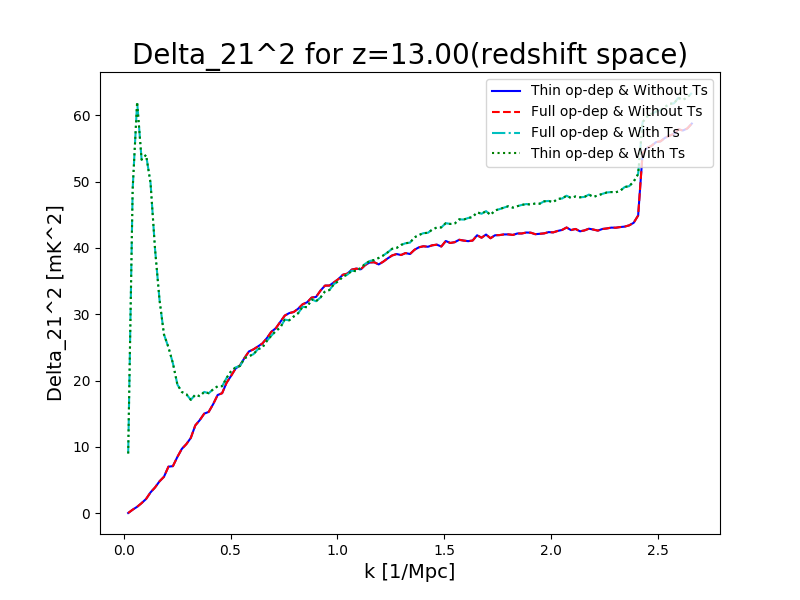 Delta_21^2 for z=13.00(redshift space)
Thin op-dep & Without Ts
Full op-dep & Without Ts
Full op-dep & With Ts
Thin op-dep & With Ts
Delta_21^2 [mK^2]
60
50
40
30
20
10
0
0.0
0.5
1.0
1.5
2.0
2.5
k [1/Mpc]